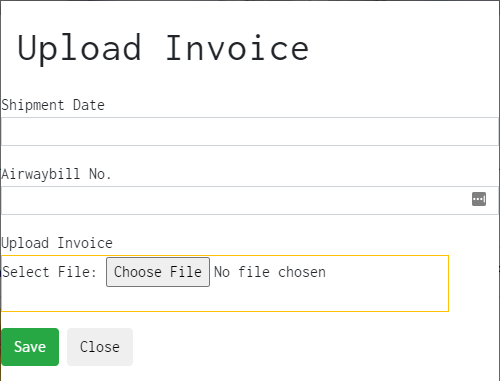 Upload Invoice
Shipment Date
Airwaybill No.
Upload Invoice
Select File: Choose File No file chosen
Save Close